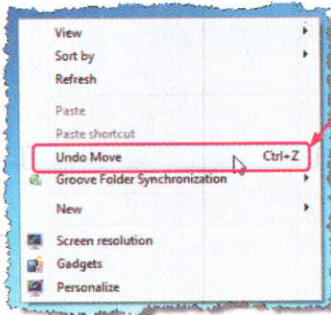 View
Sort by
Refresh
Paste
Paste shortcut
Undo Move Ctrl+Z
Groove Folder Synchronization
New
Screen resolution
Gadgets
Personalize